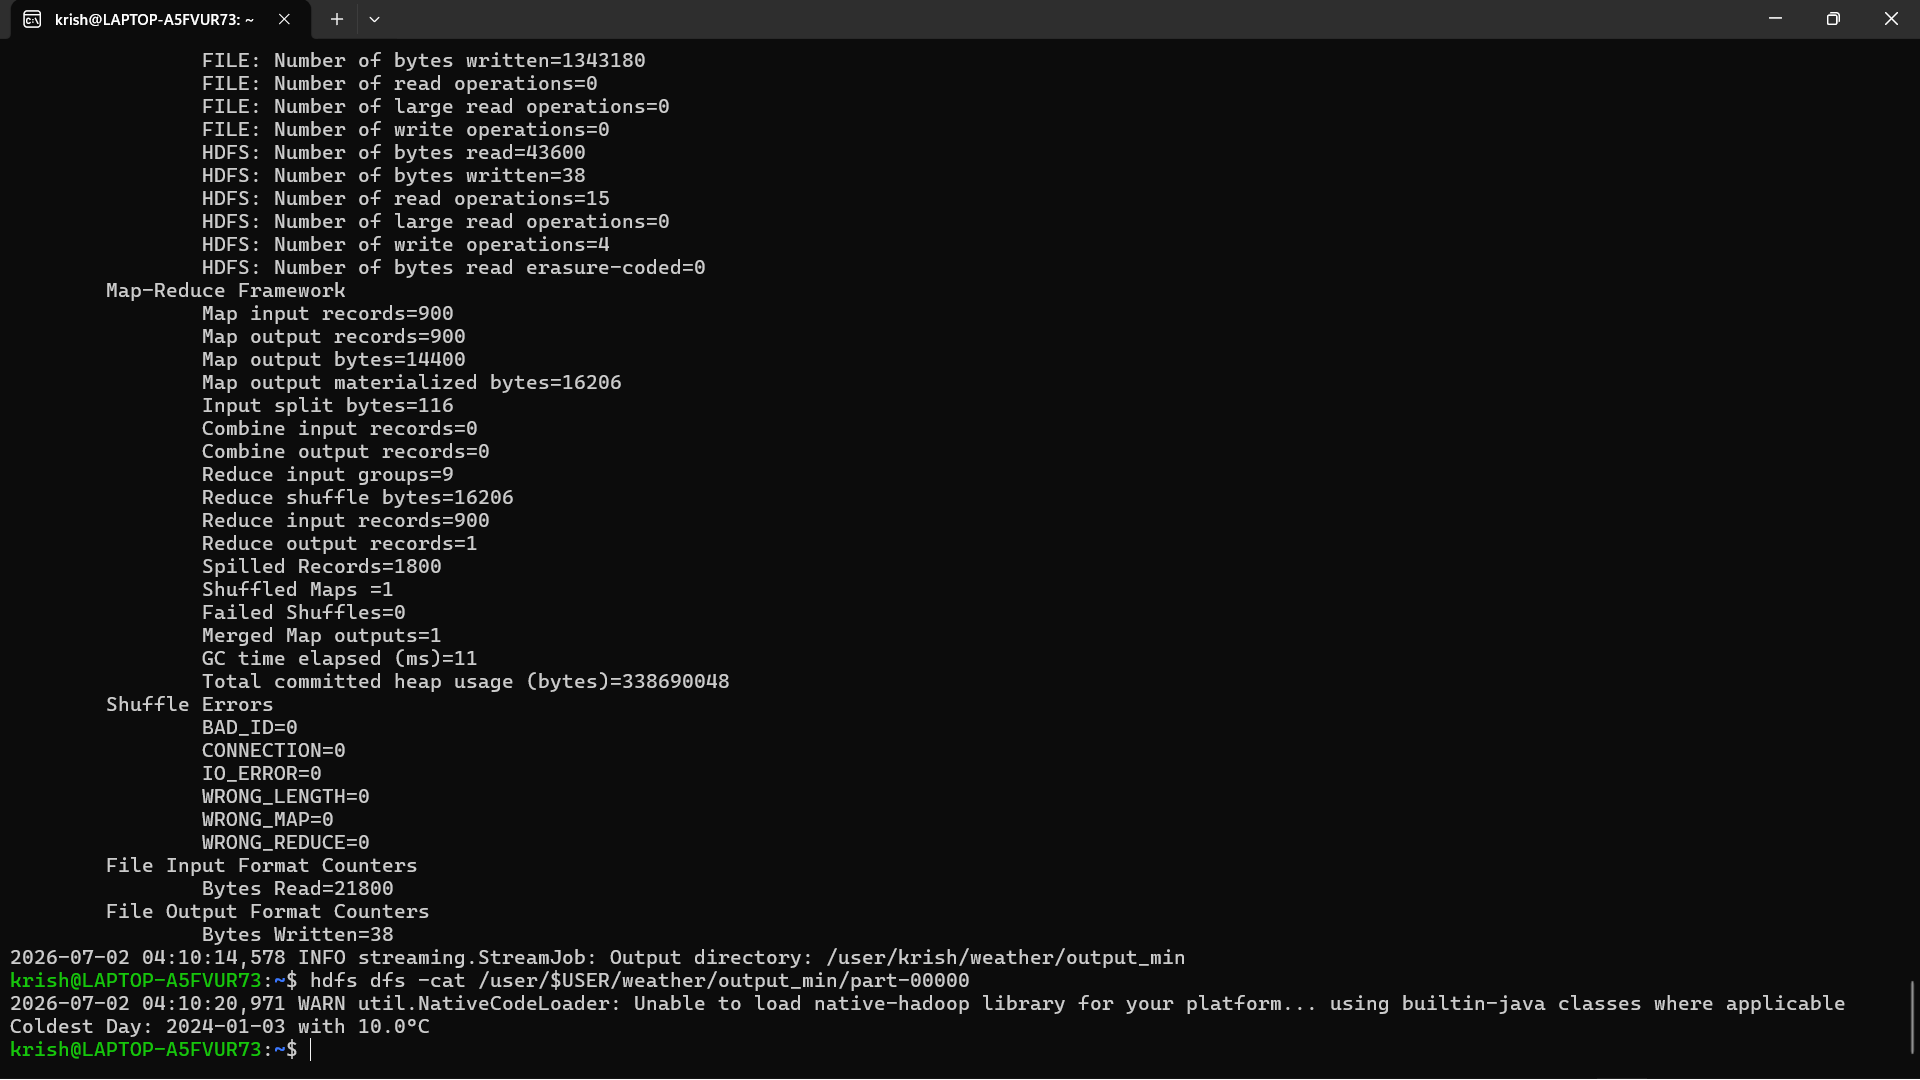 krish@LAPTOP-A5FVUR73: ~
FILE: Number of bytes written=1343180
FILE: Number of read operations=0
FILE: Number of large read operations=0
FILE: Number of write operations=0
HDFS: Number of bytes read=43600
HDFS: Number of bytes written=38
HDFS: Number of read operations=15
HDFS: Number of large read operations=0
HDFS: Number of write operations=4
HDFS: Number of bytes read erasure-coded=0
Map-Reduce Framework
Map input records=900
Map output records=900
Map output bytes=14400
Map output materialized bytes=16206
Input split bytes=116
Combine input records=0
Combine output records=0
Reduce input groups=9
Reduce shuffle bytes=16206
Reduce input records=900
Reduce output records=1
Spilled Records=1800
Shuffled Maps =1
Failed Shuffles=0
Merged Map outputs=1
GC time elapsed (ms)=11
Total committed heap usage (bytes)=338690048
Shuffle Errors
BAD_ID=0
CONNECTION=0
IO_ERROR=0
WRONG_LENGTH=0
WRONG_MAP=0
WRONG_REDUCE=0
File Input Format Counters
Bytes Read=21800
File Output Format Counters
Bytes Written=38
2026-07-02 04:10:14,578 INFO streaming.StreamJob: Output directory: /user/krish/weather/output_min
krish@LAPTOP-A5FVUR73:~$ hdfs dfs -cat /user/$USER/weather/output_min/part-00000
2026-07-02 04:10:20,971 WARN util.NativeCodeLoader: Unable to load native-hadoop library for your platform... using builtin-java classes where applicable
Coldest Day: 2024-01-03 with 10.0°C
krish@LAPTOP-A5FVUR73:~$